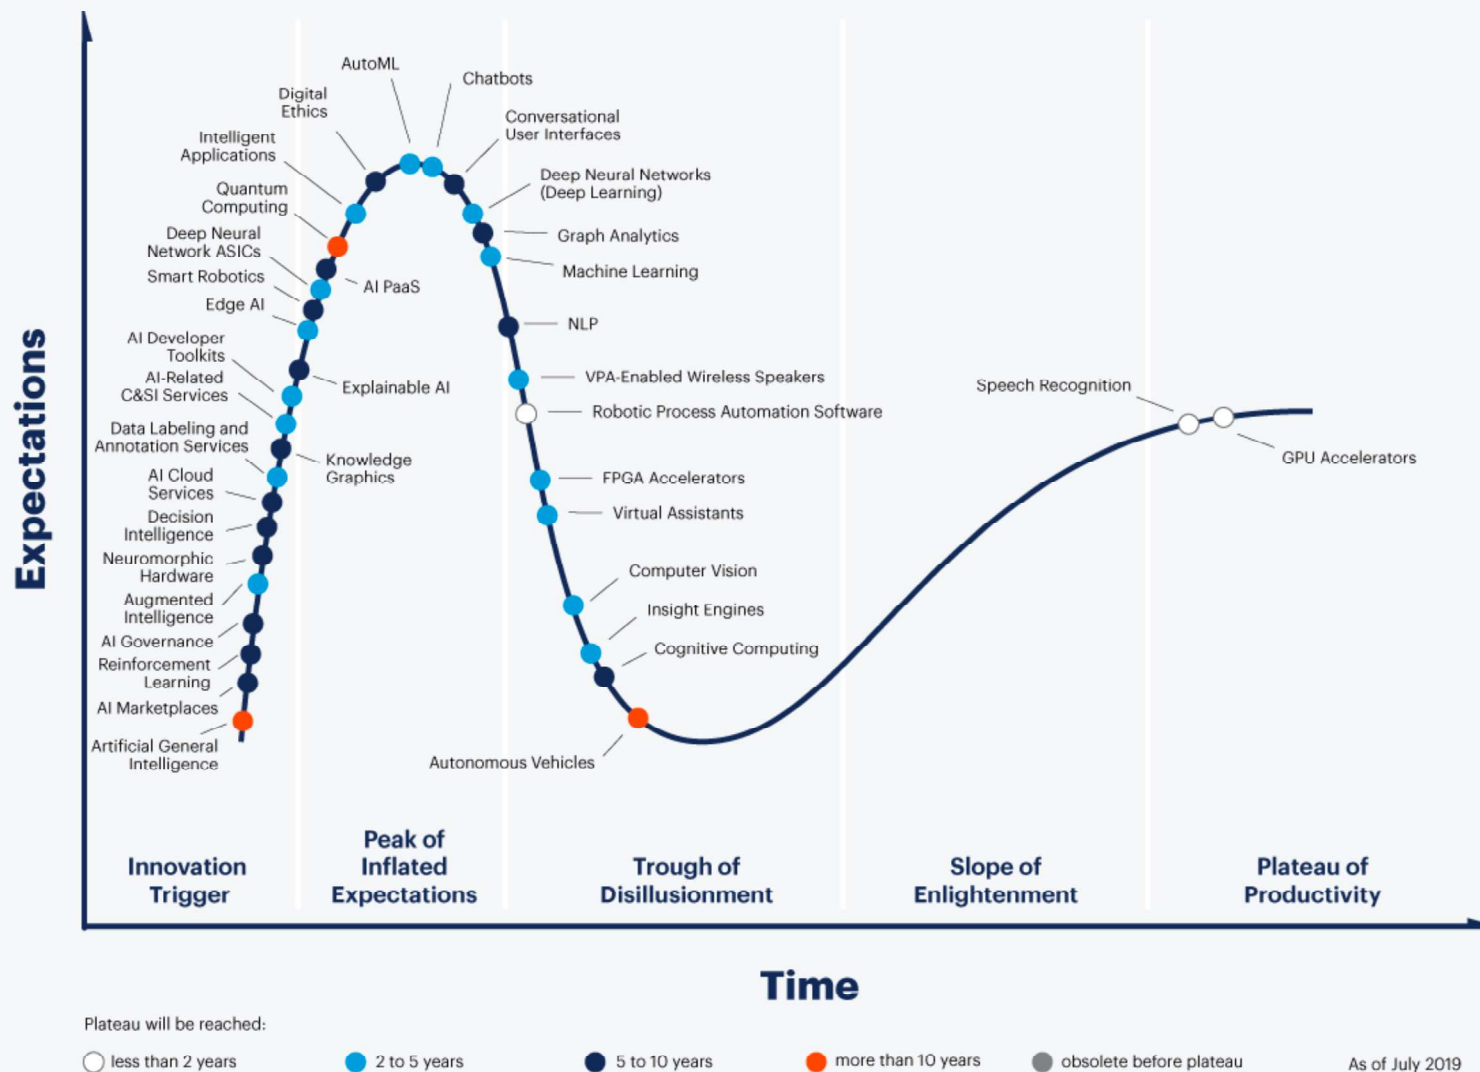 AutoML
Chatbots
Digital
Ethics
Conversational
User Interfaces
Intelligent
Applications
Deep Neural Networks
(Deep Learning)
Quantum
Computing
Graph Analytics
Deep Neural
Network ASICs
Machine Learning
Smart Robotics
AI PaaS
Edge AI
NLP
AI Developer
Toolkits
Explainable AI
VPA-Enabled Wireless Speakers
AI-Related
C&SI Services
Robotic Process Automation Software
Speech Recognition
Data Labeling and
Annotation Services
Knowledge
Graphics
GPU Accelerators
AI Cloud
Services
FPGA Accelerators
Decision
Intelligence
Virtual Assistants
Neuromorphic
Hardware
Computer Vision
Augmented
Intelligence
Insight Engines
AI Governance
Cognitive Computing
Reinforcement
Learning
AI Marketplaces
Artificial General
Intelligence
Autonomous Vehicles
Expectations
Innovation
Trigger
Peak of
Inflated
Expectations
Trough of
Disillusionment
Slope of
Enlightenment
Plateau of
Productivity
Time
Plateau will be reached:
less than 2 years
2 to 5 years
5 to 10 years
more than 10 years
obsolete before plateau
As of July 2019